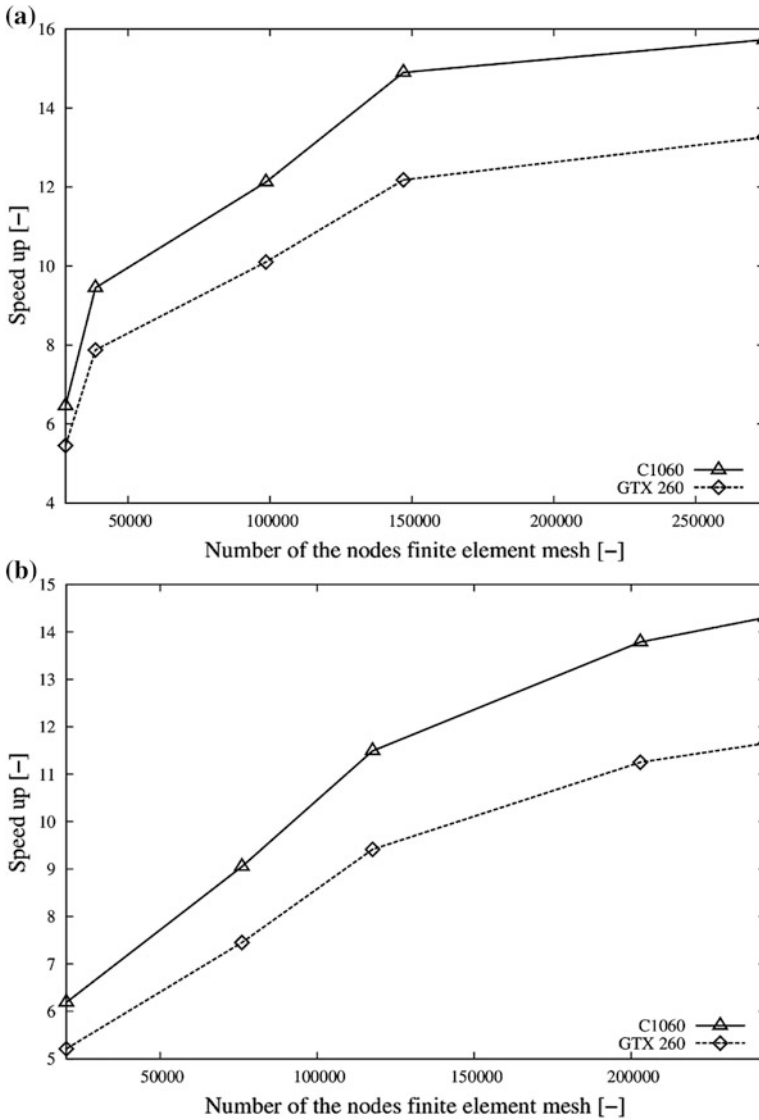 (a)
16
14
12
10
8
6
4
Speed up [−]
C1060
GTX 260
50000 100000 150000 200000 250000
Number of the nodes finite element mesh [−]
(b)
15
14
13
12
11
10
9
8
7
6
5
Speed up [−]
C1060
GTX 260
50000 100000 150000 200000
Number of the nodes finite element mesh [−]